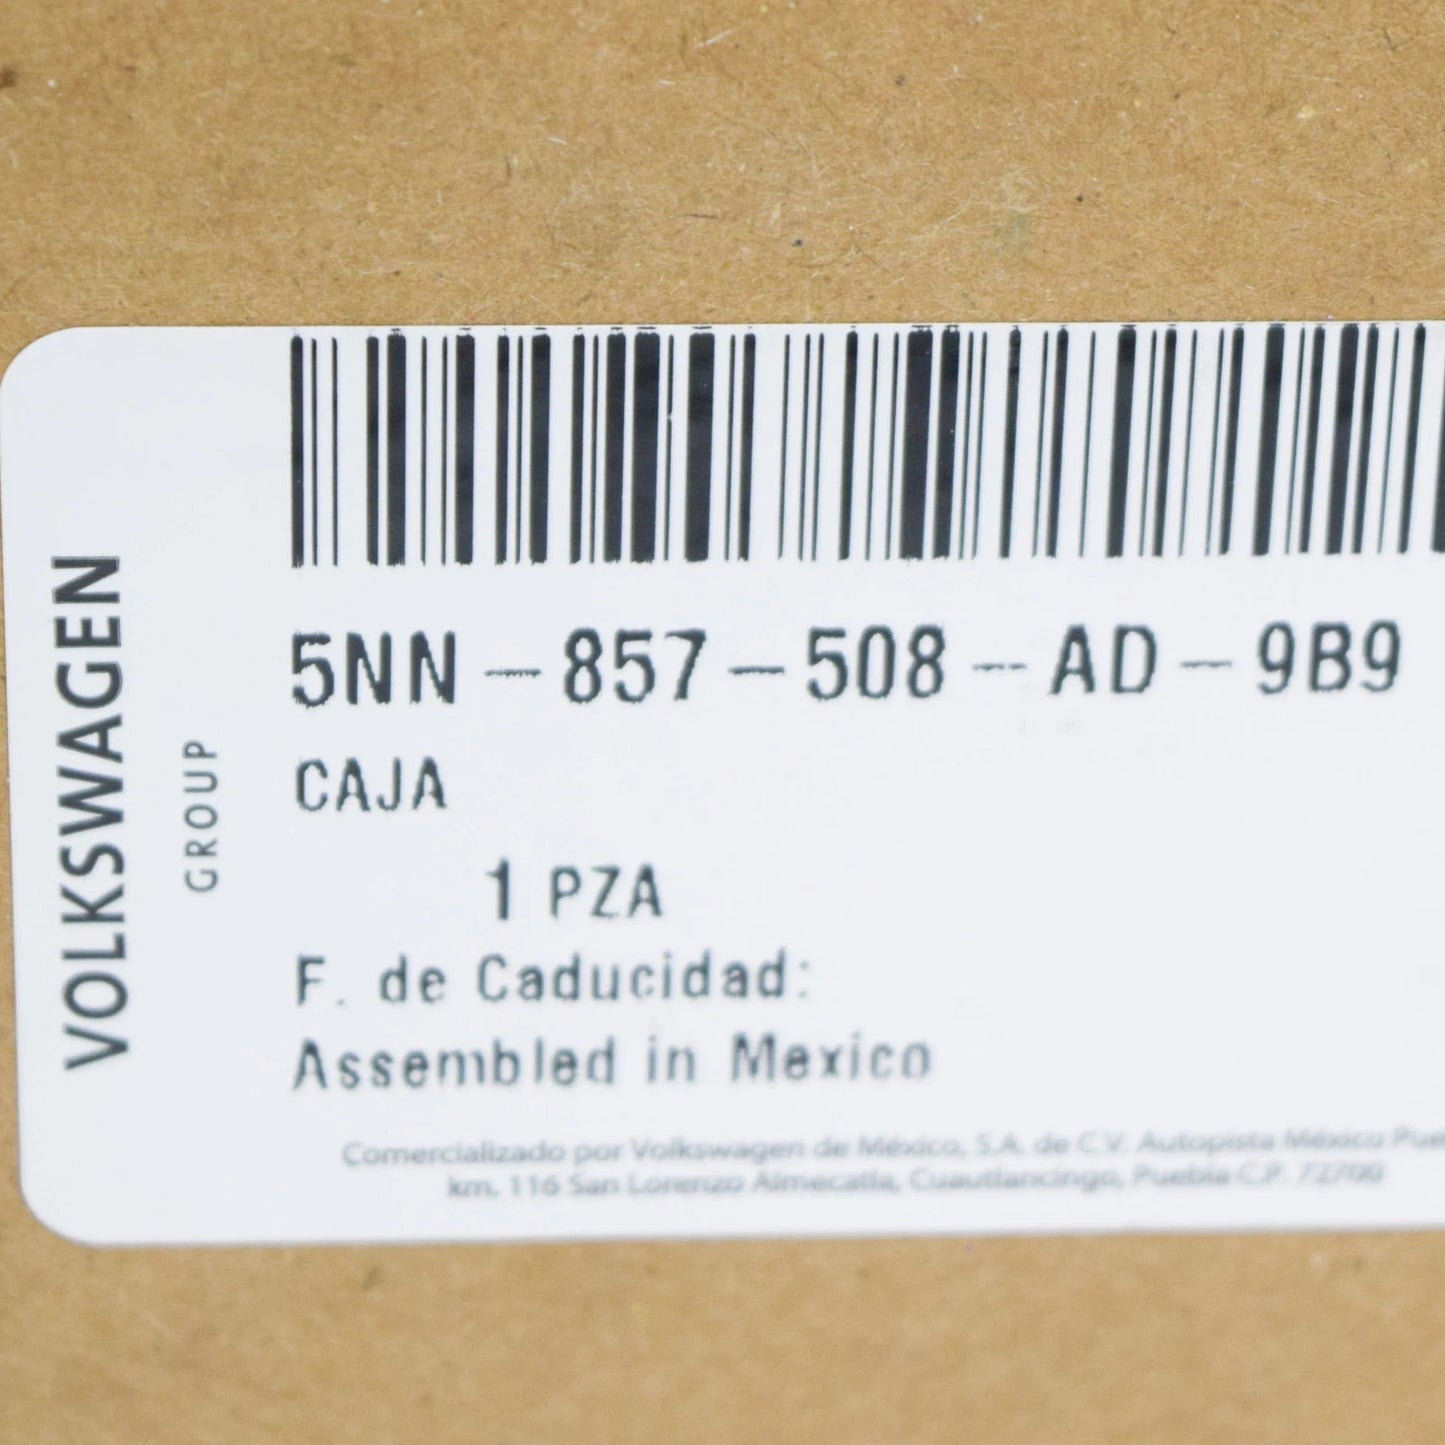 VOLKSWAGEN
GROUP
5NN-857-508-AD-9B9
CAJA
1 PZA
F. de Caducidad:
Assembled in Mexico
Comercializado por Volkswagen de México, S.A. de C.V. Autopista México
km. 116 San Lorenzo Almecatla, Cuautlancingo, Puebla C.P. 72700